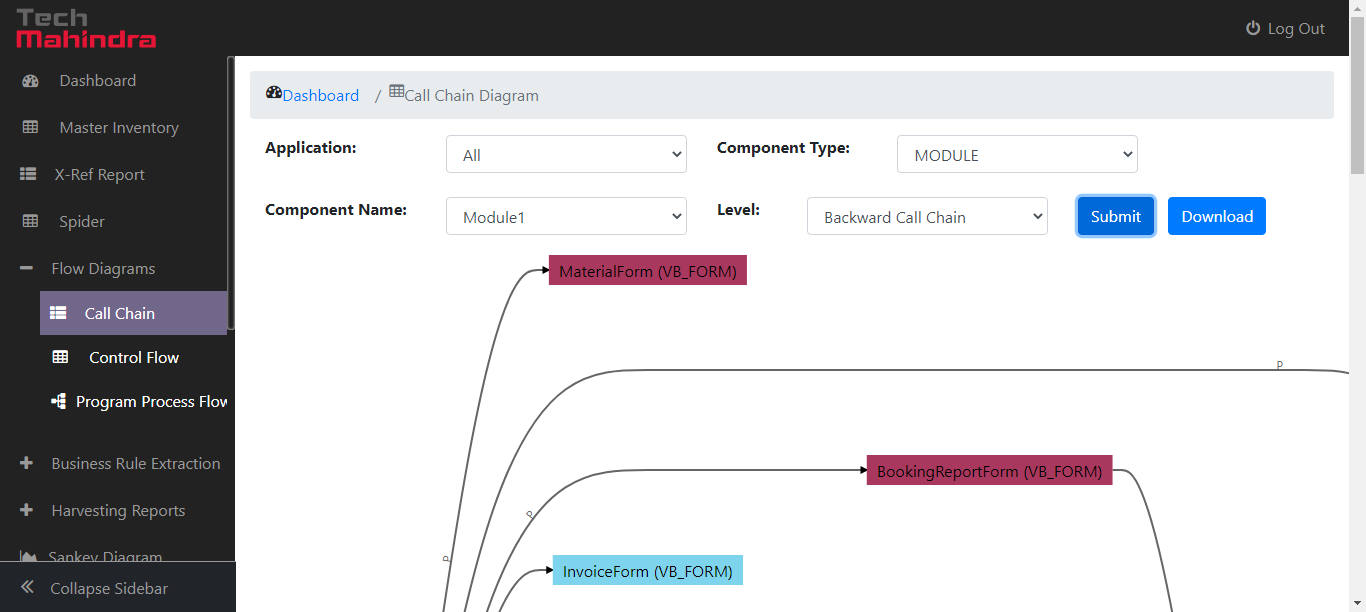 Tech
Mahindra
Log Out
Dashboard
Master Inventory
X-Ref Report
Spider
Flow Diagrams
Call Chain
Control Flow
Program Process Flow
Business Rule Extraction
Harvesting Reports
Sankey Diagram
Collapse Sidebar
Dashboard / Call Chain Diagram
Application: All Component Type: MODULE
Component Name: Module1 Level: Backward Call Chain Submit Download
MaterialForm (VB_FORM)
P
BookingReportForm (VB_FORM)
P
P
InvoiceForm (VB_FORM)